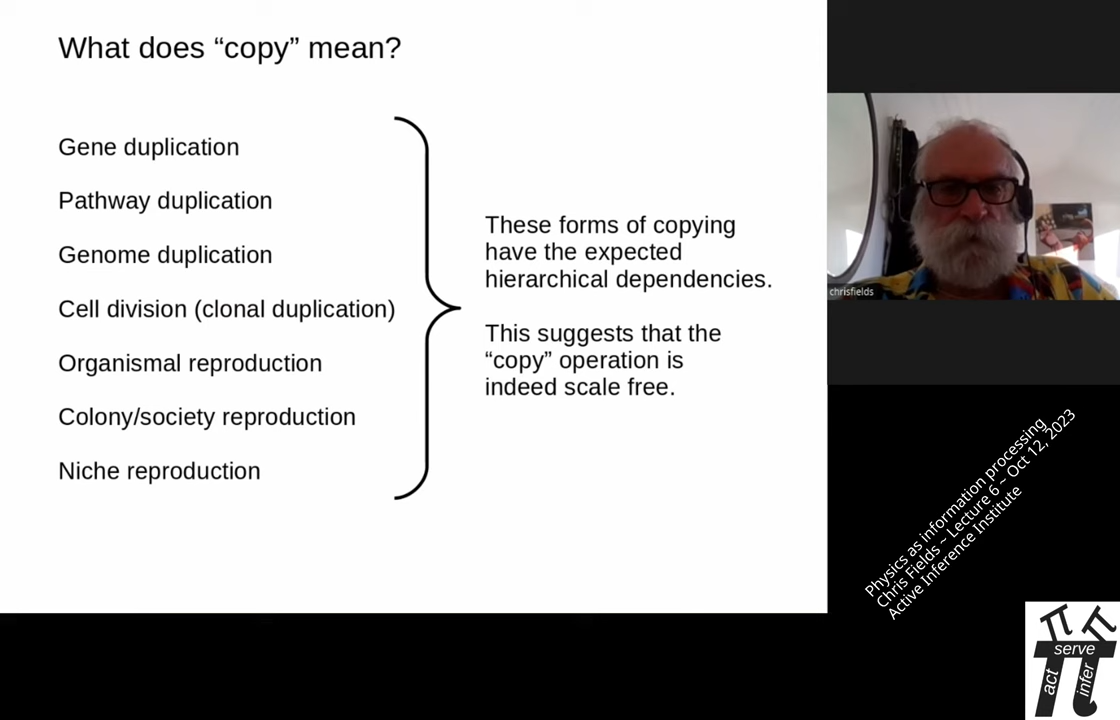 What does “copy” mean?
Gene duplication
Pathway duplication
Genome duplication
Cell division (clonal duplication)
Organismal reproduction
Colony/society reproduction
Niche reproduction
These forms of copying
have the expected
hierarchical dependencies.
This suggests that the
“copy” operation is
indeed scale free.
chrisfields
Physics as information processing
Chris Fields ~ Lecture 6 ~ Oct 12, 2023
Active Inference Institute
π π
π
serve
act
infer